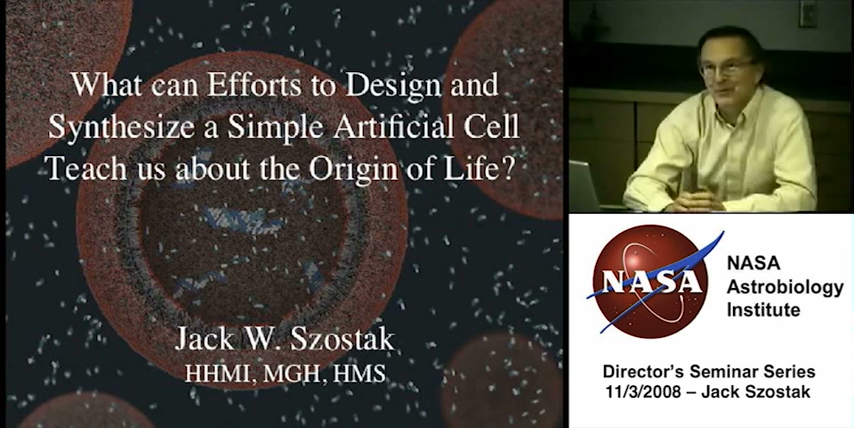 What can Efforts to Design and
Synthesize a Simple Artificial Cell
Teach us about the Origin of Life?
Jack W. Szostak
HHMI, MGH, HMS
NASA
NASA
Astrobiology
Institute
Director's Seminar Series
11/3/2008 – Jack Szostak